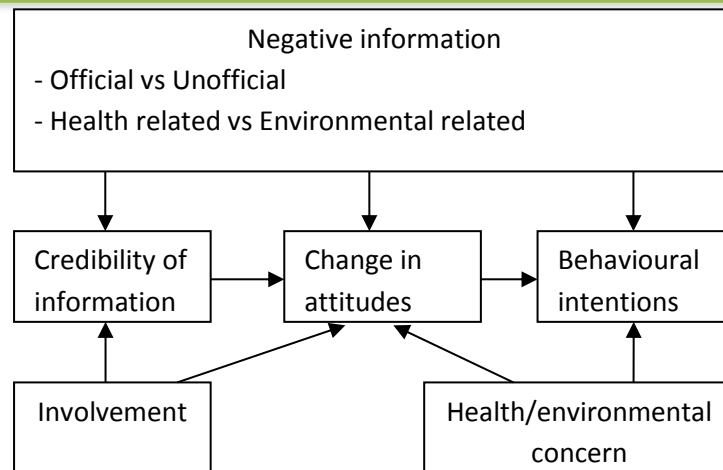 Negative information
- Official vs Unofficial
- Health related vs Environmental related
Credibility of
information
Change in
attitudes
Behavioural
intentions
Involvement
Health/environmental
concern